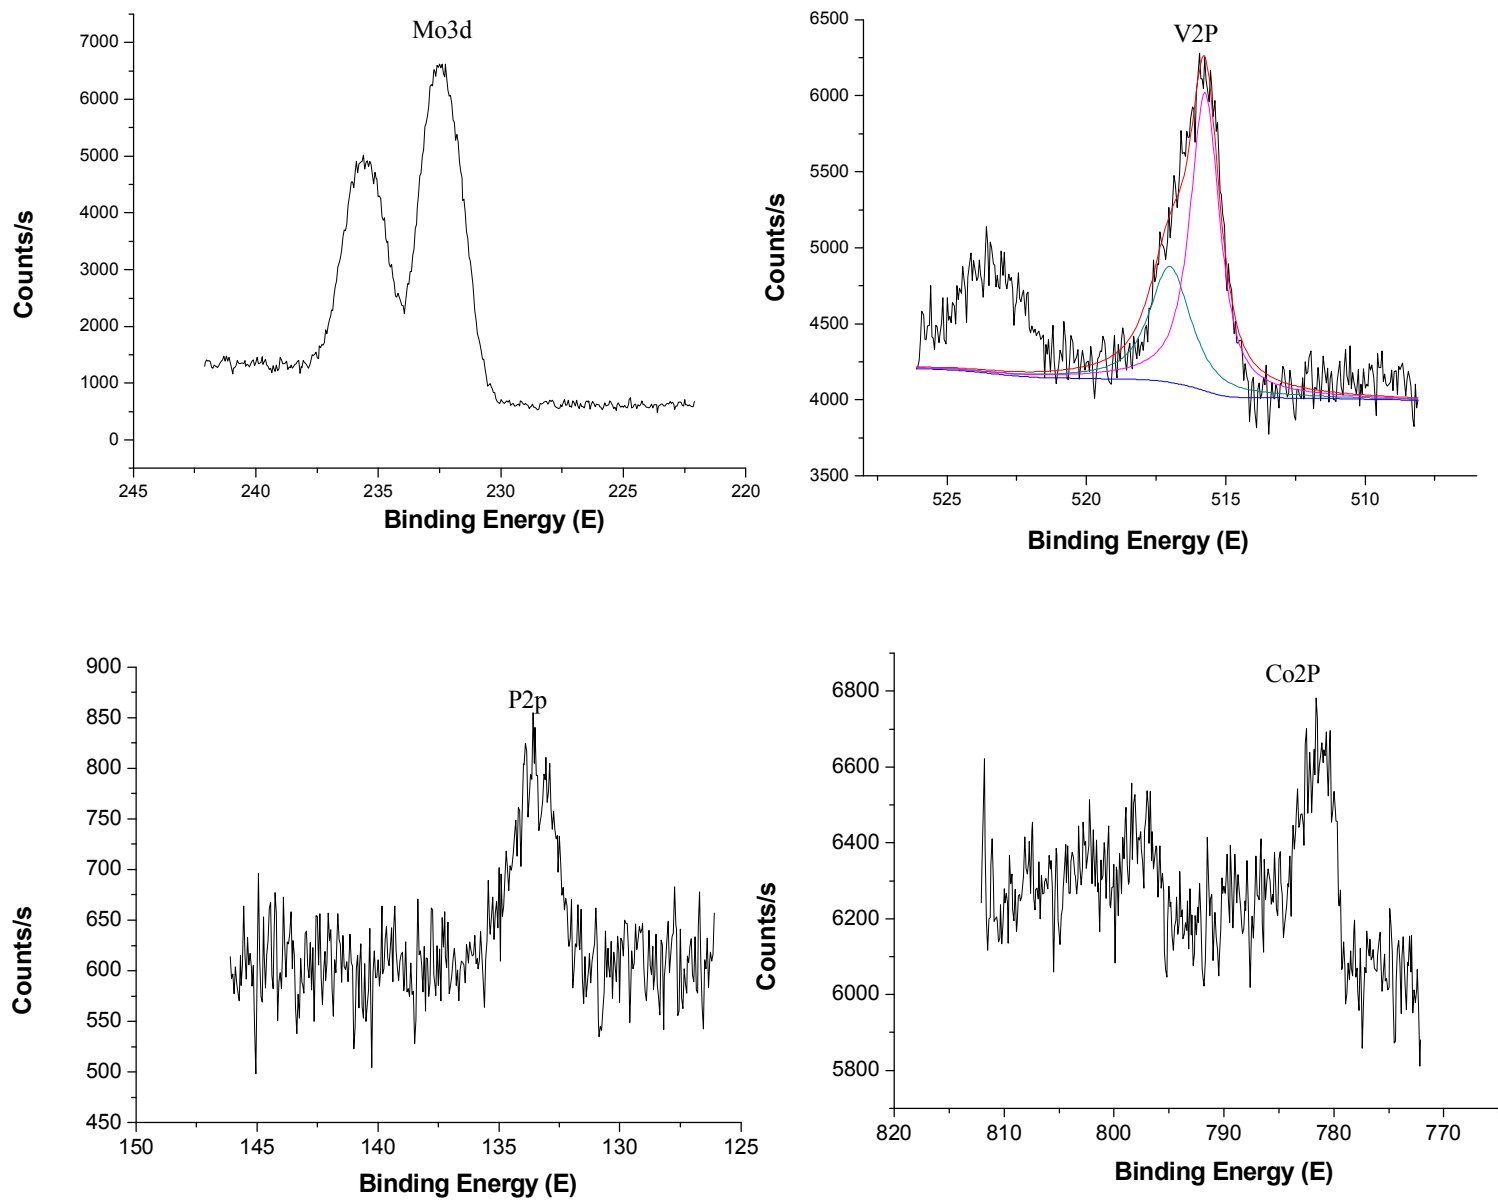 Mo3d
7000
6000
5000
4000
3000
2000
1000
0
Counts/s
245 240 235 230 225 220
Binding Energy (E)
V2P
6500
6000
5500
5000
4500
4000
3500
Counts/s
525 520 515 510
Binding Energy (E)
P2p
900
850
800
750
700
650
600
550
500
450
Counts/s
150 145 140 135 130 125
Binding Energy (E)
Co2P
6800
6600
6400
6200
6000
5800
Counts/s
820 810 800 790 780 770
Binding Energy (E)